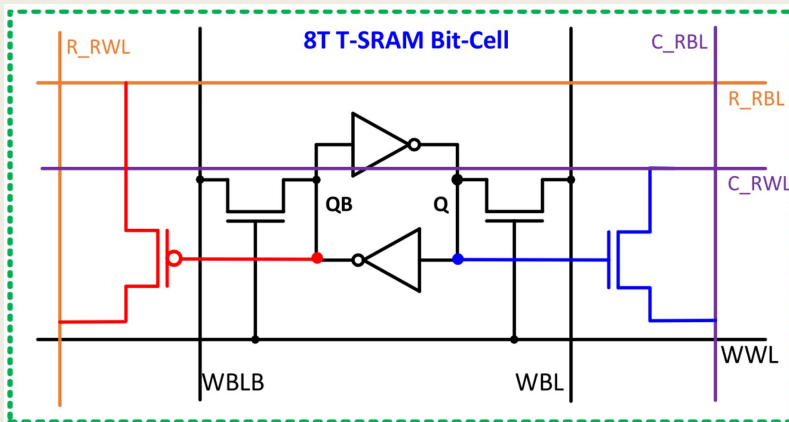 8T T-SRAM Bit-Cell
R_RWL
C_RBL
R_RBL
C_RWL
QB
Q
WWL
WBLB
WBL